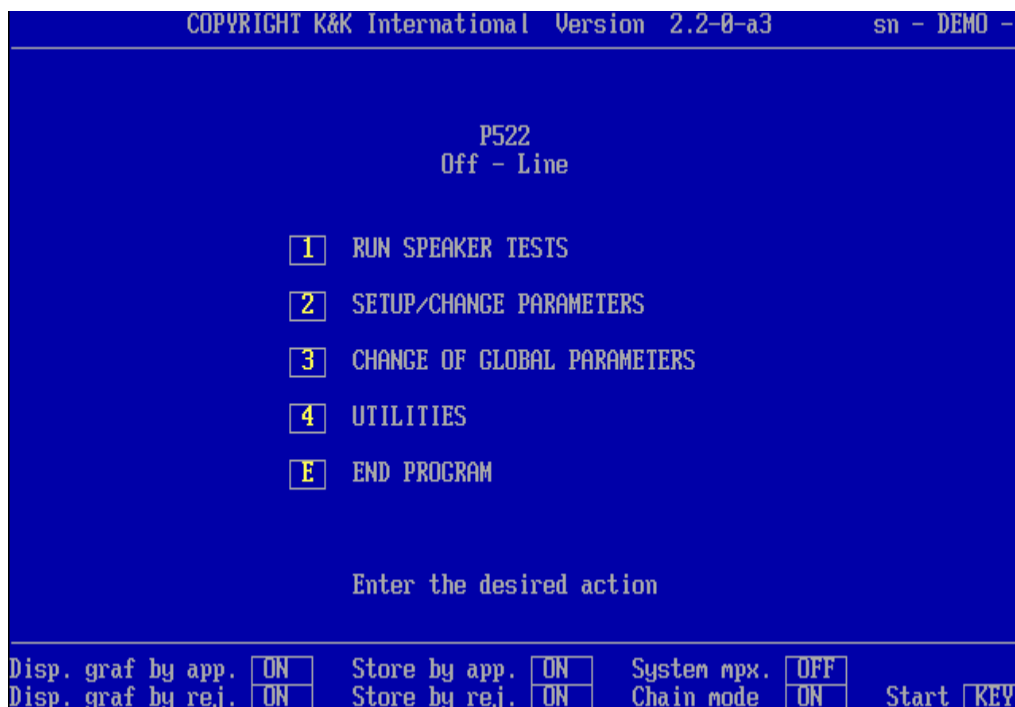 COPYRIGHT K&K International Version 2.2-0-a3 sn - DEMO -
P522
Off - Line
1 RUN SPEAKER TESTS
2 SETUP/CHANGE PARAMETERS
3 CHANGE OF GLOBAL PARAMETERS
4 UTILITIES
E END PROGRAM
Enter the desired action
Disp. graf by app. ON Store by app. ON System mpx. OFF
Disp. graf by rej. ON Store by rej. ON Chain mode ON Start KEY